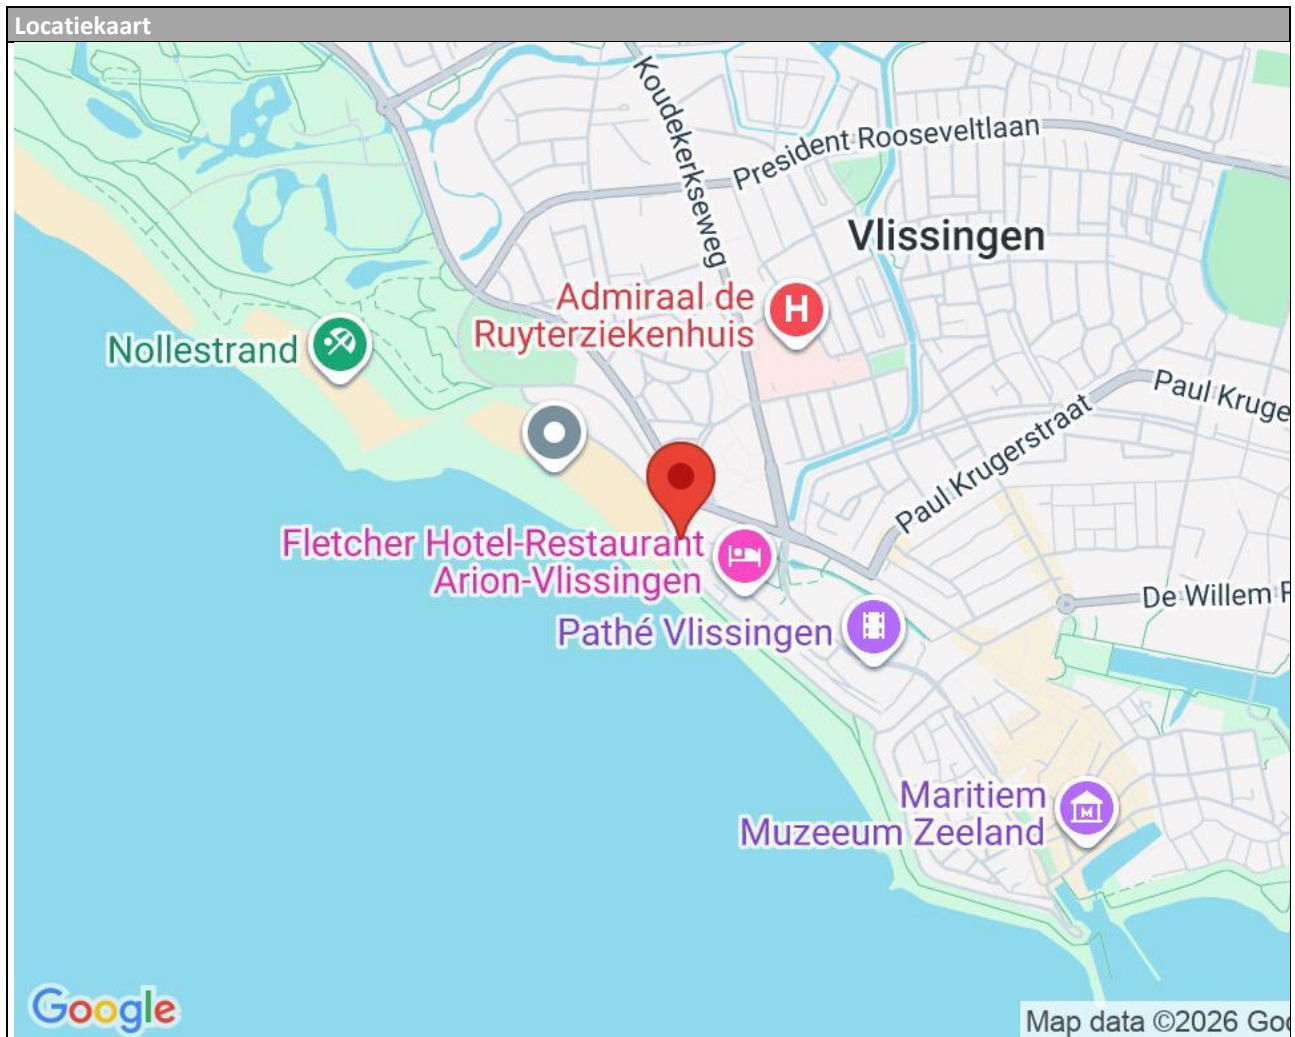 Locatiekaart
Koudekerkseweg
President Rooseveltlaan
Vlissingen
Admiraal de
Ruyterziekenhuis
H
Nollestrand
Paul Kruge
Paul Krugerstraat
Fletcher Hotel-Restaurant
Arion-Vlissingen
De Willem
Pathé Vlissingen
Maritiem
Muzeeum Zeeland
M
Google
Map data ©2026 Goo